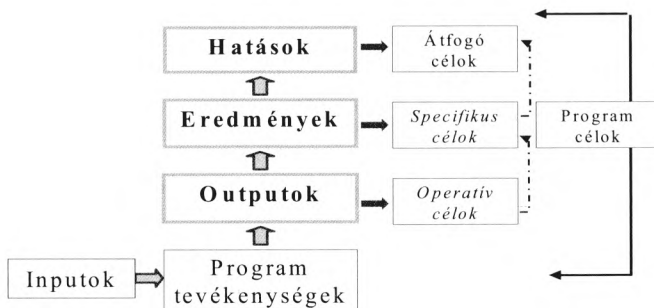 Hatások
Átfogó
célok
Eredmények
Specifikus
célok
Program
célok
Outputok
Operatív
célok
Inputok
Program
tevékenységek